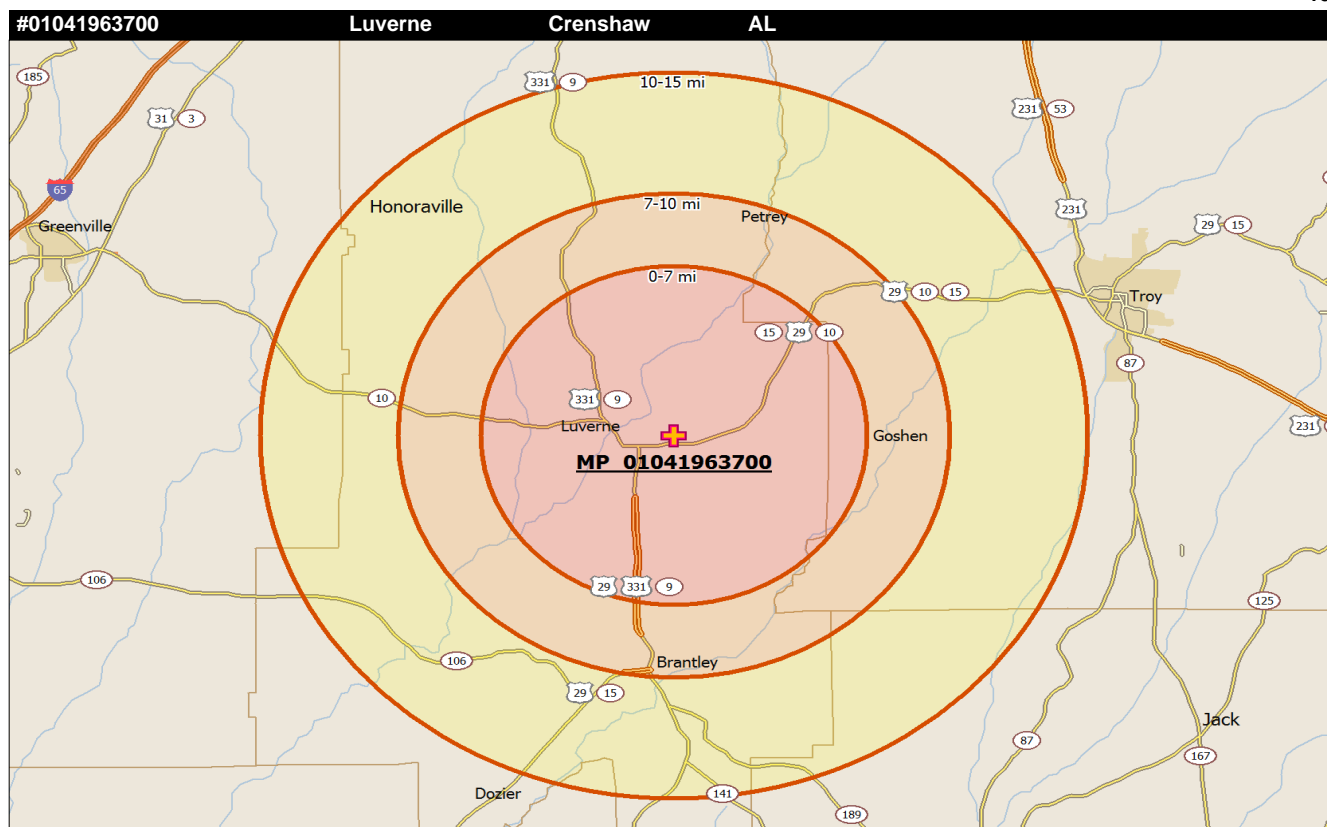 #01041963700 Luverne Crenshaw AL
10-15 mi
331 9
185
231 53
31 3
65
Honoraville
7-10 mi
Petrey
231
Greenville
29 15
0-7 mi
29 10 15
Troy
15 29 10
87
10
331 9
Luverne
Goshen
231
MP_01041963700
106
29 331 9
125
106
Brantley
29 15
Jack
87
167
Dozier
141
189